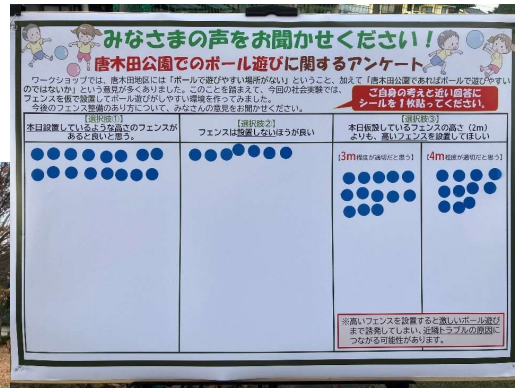 みなさまの声をお聞かせください！
唐木田公園でのボール遊びに関するアンケート
ワークショップでは、唐木田地区には「ボールで遊びやすい場所がない」ということ、加えて「唐木田公園であればボールで遊びやすい
のではないか」という意見が多くありました。このことを踏まえて、今回の社会実験では、
フェンスを仮で設置してボール遊びがしやすい環境を作ってみました。
今後のフェンス整備のあり方について、みなさんの意見をお聞かせください。
ご自身の考えと近い回答に
シールを１枚貼ってください。
【選択肢①】
本日設置しているような高さのフェンスが
あると良いと思う。
【選択肢②】
フェンスは設置しないほうが良い
【選択肢③】
本日仮設しているフェンスの高さ（2m）
よりも、高いフェンスを設置してほしい
【3m程度が適切だと思う】
【4m程度が適切だと思う】
※高いフェンスを設置すると激しいボール遊び
まで誘発してしまい、近隣トラブルの原因に
つながる可能性があります。